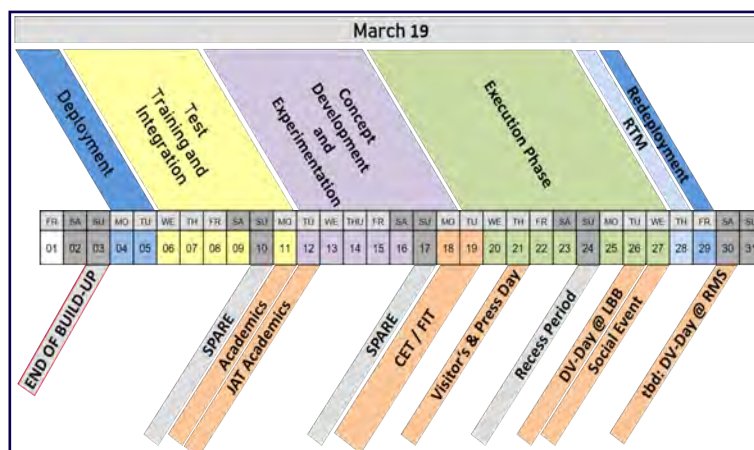 March 19
Deployment
Test
Training and
Integration
Concept
Development
and
Experimentation
Execution Phase
RTM
Redeployment
FR SA SU MO TU WE TH FR SA SU MO TU WE THU FR SA SU MO TU WE TH FR SA SU MO TU WE TH FR SA SU
01 02 03 04 05 06 07 08 09 10 11 12 13 14 15 16 17 18 19 20 21 22 23 24 25 26 27 28 29 30 31
END OF BUILD-UP
SPARE
Academics
JAT Academics
SPARE
CET / FIT
Visitor's & Press Day
Recess Period
DV-Day @ LBB
Social Event
tbd: DV-Day @ RMS